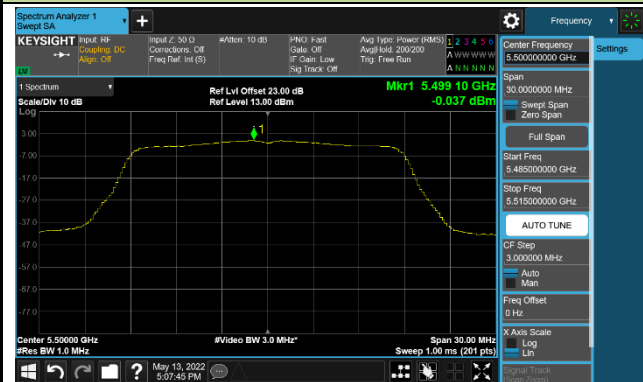 Spectrum Analyzer 1
Swept SA
Frequency
KEYSIGHT
Input: RF
Coupling: DC
Align: Off
Input Z: 50 Ω
Corrections: Off
Freq Ref: Int (S)
#Atten: 10 dB
PNO: Fast
Gate: Off
IF Gain: Low
Sig Track: Off
Avg Type: Power (RMS)
Avg|Hold: 200/200
Trig: Free Run
1 2 3 4 5 6
A W W W W W
A N N N N N
LVI
1 Spectrum
Scale/Div 10 dB
Log
Ref Lvl Offset 23.00 dB
Ref Level 13.00 dBm
Mkr1 5.499 10 GHz
-0.037 dBm
1
3.00
-7.00
-17.0
-27.0
-37.0
-47.0
-57.0
-67.0
-77.0
Center 5.50000 GHz
#Res BW 1.0 MHz
#Video BW 3.0 MHz*
Span 30.00 MHz
Sweep 1.00 ms (201 pts)
May 13, 2022
5:07:45 PM
Center Frequency
5.500000000 GHz
Settings
Span
30.0000000 MHz
Swept Span
Zero Span
Full Span
Start Freq
5.485000000 GHz
Stop Freq
5.515000000 GHz
AUTO TUNE
CF Step
3.000000 MHz
Auto
Man
Freq Offset
0 Hz
X Axis Scale
Log
Lin
Signal Track
(Span Zoom)